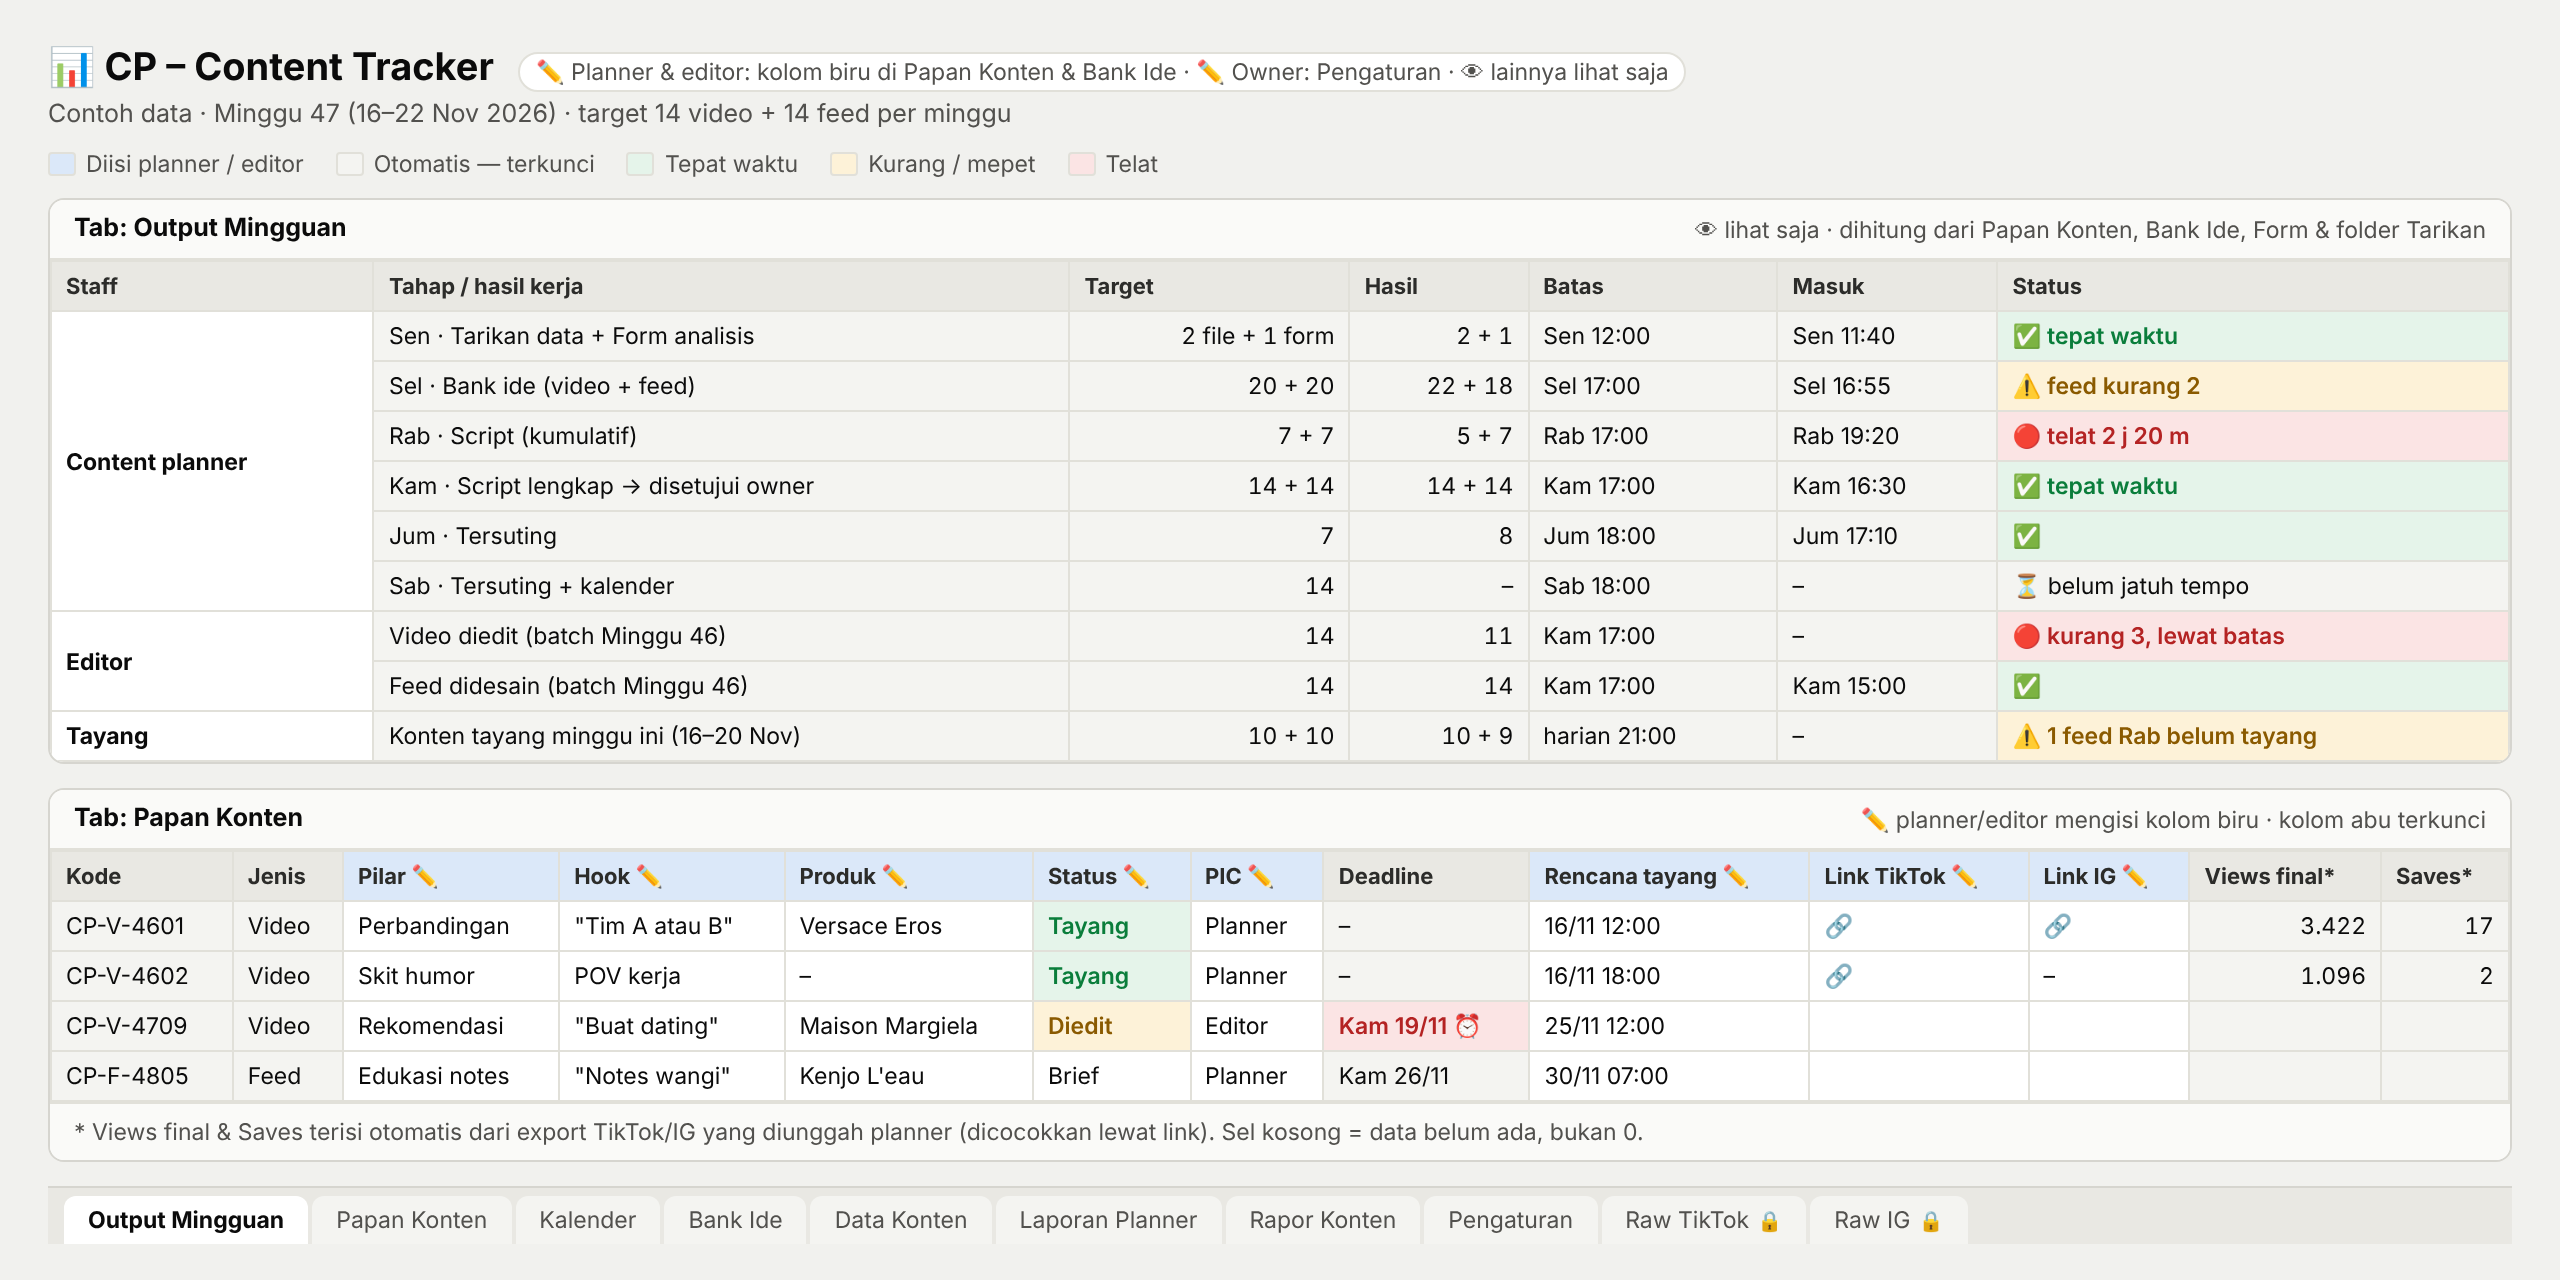 📊 CP – Content Tracker
✏️ Planner & editor: kolom biru di Papan Konten & Bank Ide · ✏️ Owner: Pengaturan · 👁 lainnya lihat saja
Contoh data · Minggu 47 (16–22 Nov 2026) · target 14 video + 14 feed per minggu
Diisi planner / editor Otomatis — terkunci Tepat waktu Kurang / mepet Telat
Tab: Output Mingguan 👁 lihat saja · dihitung dari Papan Konten, Bank Ide, Form & folder Tarikan
Staff Tahap / hasil kerja Target Hasil Batas Masuk Status
Content planner
Sen · Tarikan data + Form analisis 2 file + 1 form 2 + 1 Sen 12:00 Sen 11:40 ✅ tepat waktu
Sel · Bank ide (video + feed) 20 + 20 22 + 18 Sel 17:00 Sel 16:55 ⚠️ feed kurang 2
Rab · Script (kumulatif) 7 + 7 5 + 7 Rab 17:00 Rab 19:20 🔴 telat 2 j 20 m
Kam · Script lengkap → disetujui owner 14 + 14 14 + 14 Kam 17:00 Kam 16:30 ✅ tepat waktu
Jum · Tersuting 7 8 Jum 18:00 Jum 17:10 ✅
Sab · Tersuting + kalender 14 – Sab 18:00 – ⏳ belum jatuh tempo
Editor
Video diedit (batch Minggu 46) 14 11 Kam 17:00 – 🔴 kurang 3, lewat batas
Feed didesain (batch Minggu 46) 14 14 Kam 17:00 Kam 15:00 ✅
Tayang Konten tayang minggu ini (16–20 Nov) 10 + 10 10 + 9 harian 21:00 – ⚠️ 1 feed Rab belum tayang
Tab: Papan Konten ✏️ planner/editor mengisi kolom biru · kolom abu terkunci
Kode Jenis Pilar ✏️ Hook ✏️ Produk ✏️ Status ✏️ PIC ✏️ Deadline Rencana tayang ✏️ Link TikTok ✏️ Link IG ✏️ Views final* Saves*
CP-V-4601 Video Perbandingan "Tim A atau B" Versace Eros Tayang Planner – 16/11 12:00 🔗 🔗 3.422 17
CP-V-4602 Video Skit humor POV kerja – Tayang Planner – 16/11 18:00 🔗 – 1.096 2
CP-V-4709 Video Rekomendasi "Buat dating" Maison Margiela Diedit Editor Kam 19/11 ⏰ 25/11 12:00
CP-F-4805 Feed Edukasi notes "Notes wangi" Kenjo L'eau Brief Planner Kam 26/11 30/11 07:00
* Views final & Saves terisi otomatis dari export TikTok/IG yang diunggah planner (dicocokkan lewat link). Sel kosong = data belum ada, bukan 0.
Output Mingguan Papan Konten Kalender Bank Ide Data Konten Laporan Planner Rapor Konten Pengaturan Raw TikTok 🔒 Raw IG 🔒